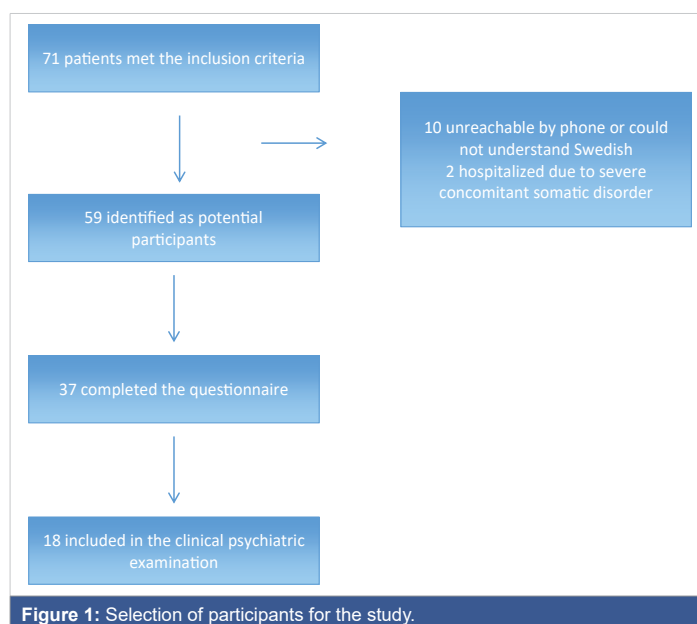 71 patients met the inclusion criteria
10 unreachable by phone or could
not understand Swedish
2 hospitalized due to severe
concomitant somatic disorder
59 identified as potential
participants
37 completed the questionnaire
18 included in the clinical psychiatric
examination
Figure 1: Selection of participants for the study.